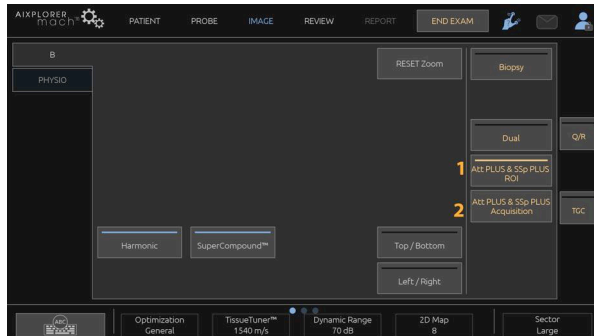 AIXPLORER
mach
PATIENT PROBE IMAGE REVIEW REPORT END EXAM
B
PHYSIO
RESET Zoom
Biopsy
Dual
Q/R
1
Att PLUS & SSp PLUS
ROI
2
Att PLUS & SSp PLUS
Acquisition
TGC
Harmonic
SuperCompound™
Top / Bottom
Left / Right
ABC
Optimization
General
TissueTuner™
1540 m/s
Dynamic Range
70 dB
2D Map
8
Sector
Large